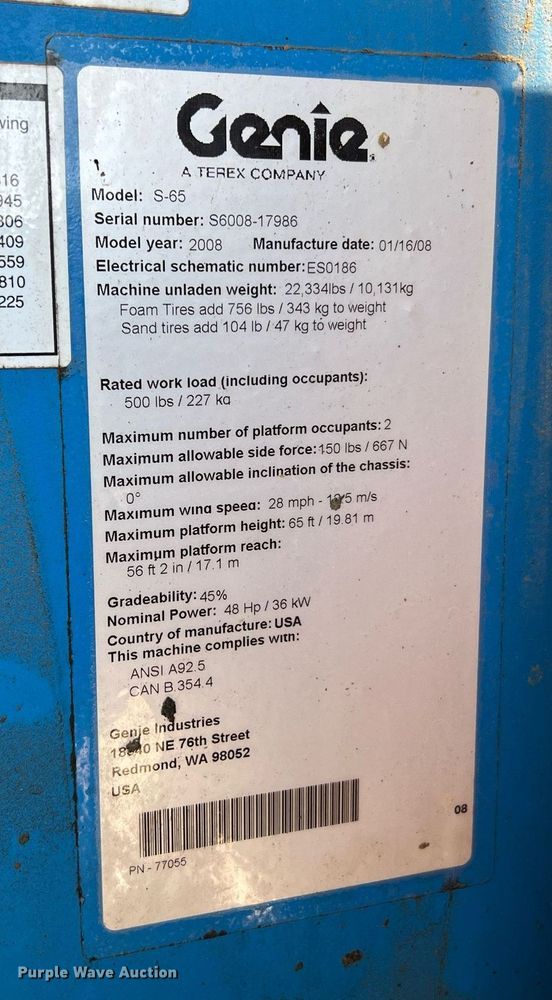 wing
316
945
306
409
559
810
225
Genie
A TEREX COMPANY
Model: S-65
Serial number: S6008-17986
Model year: 2008 Manufacture date: 01/16/08
Electrical schematic number:ES0186
Machine unladen weight: 22,334lbs / 10,131kg
Foam Tires add 756 lbs / 343 kg to weight
Sand tires add 104 lb / 47 kg to weight
Rated work load (including occupants):
500 lbs / 227 kg
Maximum number of platform occupants: 2
Maximum allowable side force:150 lbs / 667 N
Maximum allowable inclination of the chassis:
0°
Maximum wind speed: 28 mph - 12.5 m/s
Maximum platform height: 65 ft / 19.81 m
Maximum platform reach:
56 ft 2 in / 17.1 m
Gradeability: 45%
Nominal Power: 48 Hp / 36 kW
Country of manufacture: USA
This machine complies with:
ANSI A92.5
CAN B.354.4
Genie Industries
18340 NE 76th Street
Redmond, WA 98052
USA
08
PN - 77055
Purple Wave Auction